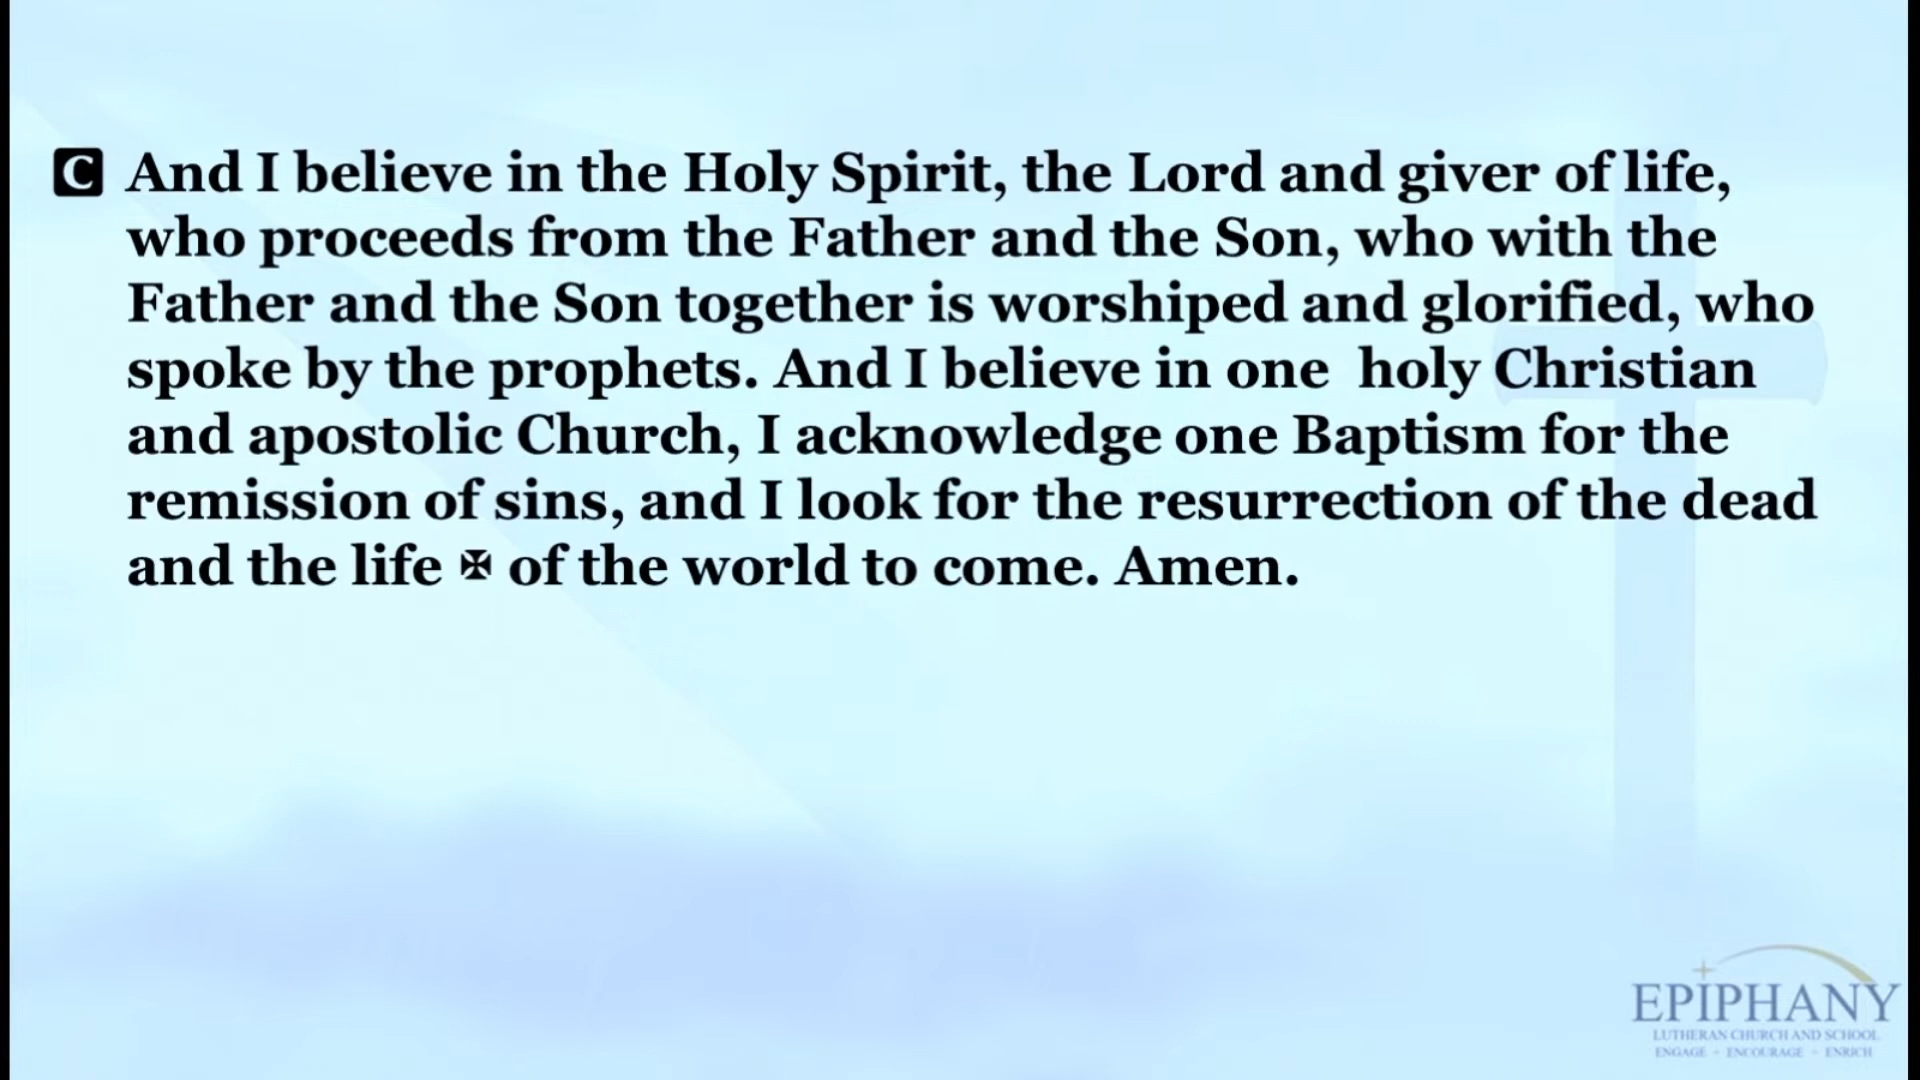 C And I believe in the Holy Spirit, the Lord and giver of life,
who proceeds from the Father and the Son, who with the
Father and the Son together is worshiped and glorified, who
spoke by the prophets. And I believe in one  holy Christian
and apostolic Church, I acknowledge one Baptism for the
remission of sins, and I look for the resurrection of the dead
and the life ✠ of the world to come. Amen.
EPIPHANY
LUTHERAN CHURCH AND SCHOOL
ENGAGE - ENCOURAGE - ENRICH